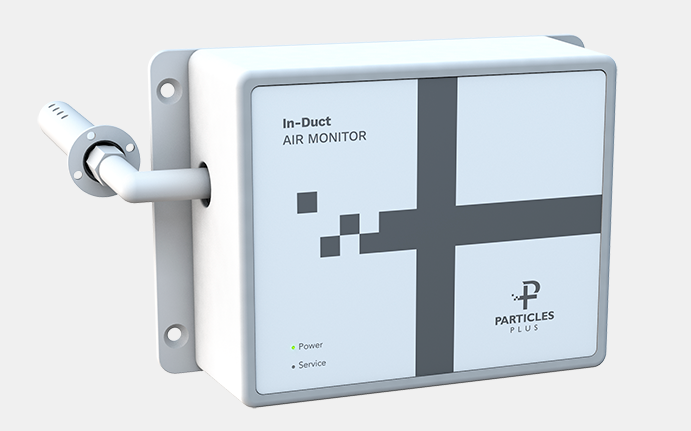 In-Duct
AIR MONITOR
PARTICLES
PLUS
Power
Service